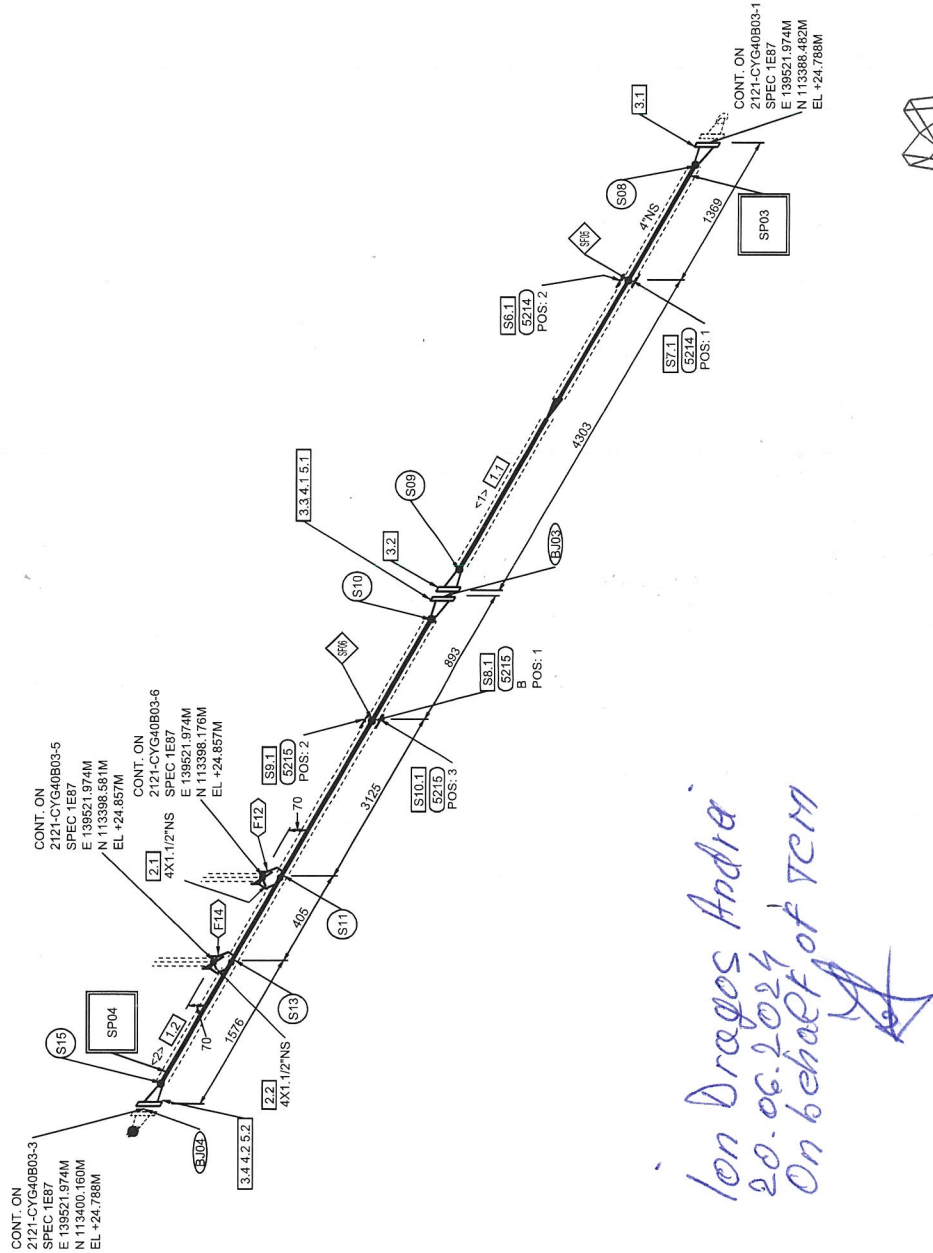 CONT. ON
2121-CYG40B03-3
SPEC 1E87
E 139521.974M
N 113400.160M
EL +24.788M
BJ04
3.4 4.2 5.2
S15
SP04
<2> 1.2
70
1576
2.2
4X1.1/2"NS
S13
F14
CONT. ON
2121-CYG40B03-5
SPEC 1E87
E 139521.974M
N 113398.581M
EL +24.857M
405
2.1
4X1.1/2"NS
F12
S11
CONT. ON
2121-CYG40B03-6
SPEC 1E87
E 139521.974M
N 113398.176M
EL +24.857M
70
3125
S9.1
5215
POS: 2
S10.1
5215
POS: 3
SF06
S8.1
5215
B
POS: 1
893
S10
3.2
3.3 4.1 5.1
S09
BJ03
<1> 1.1
4303
S6.1
5214
POS: 2
S7.1
5214
POS: 1
SF05
4"NS
1369
S08
SP03
3.1
CONT. ON
2121-CYG40B03-1
SPEC 1E87
E 139521.974M
N 113388.482M
EL +24.788M
Ion Dragos Andrei
20.06.2024
On behalf of TCM